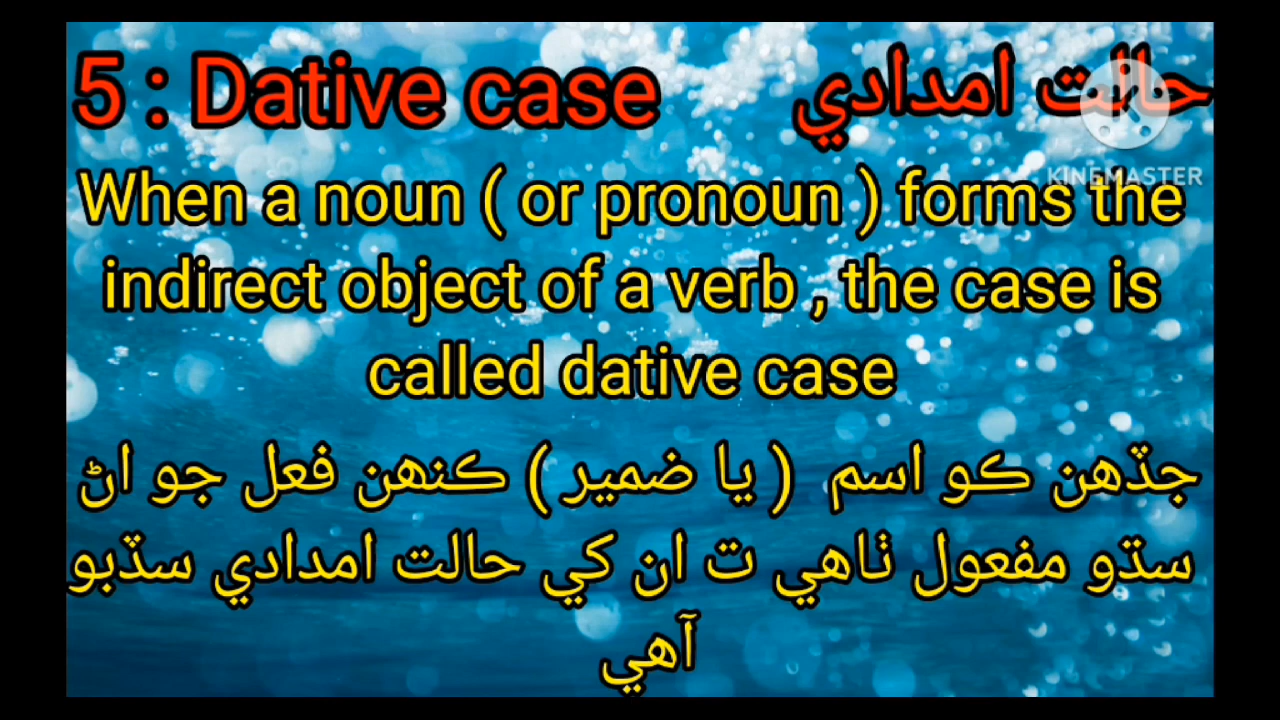 5 : Dative case حالت امدادي
KINEMASTER
When a noun ( or pronoun ) forms the
indirect object of a verb , the case is
called dative case
جڏهن ڪو اسم ( يا ضمير ) ڪنهن فعل جو اڻ
سڌو مفعول ٺاهي ت ان کي حالت امدادي سڏبو
آهي